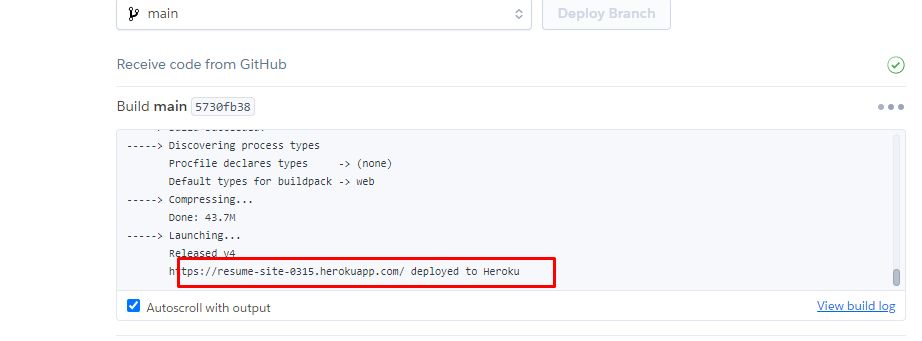 main
Deploy Branch
Receive code from GitHub
Build main 5730fb38
-----> Discovering process types
Procfile declares types -> (none)
Default types for buildpack -> web
-----> Compressing...
Done: 43.7M
-----> Launching...
Released v4
https://resume-site-0315.herokuapp.com/ deployed to Heroku
Autoscroll with output
View build log